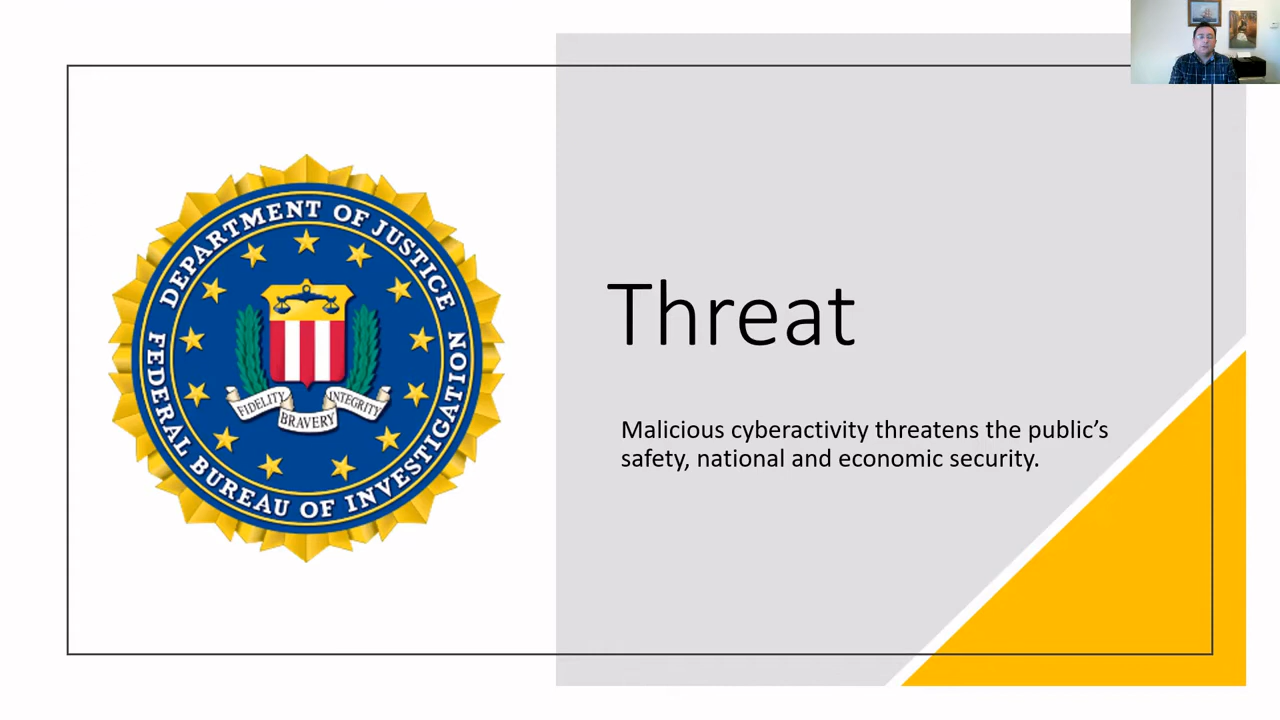 DEPARTMENT OF JUSTICE
FEDERAL BUREAU OF INVESTIGATION
FIDELITY
BRAVERY
INTEGRITY
Threat
Malicious cyberactivity threatens the public’s
safety, national and economic security.